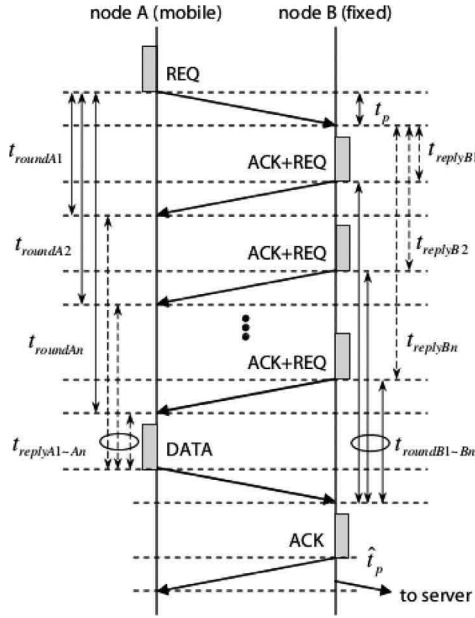 node A (mobile) node B (fixed)
REQ
t_p
t_roundA1
ACK+REQ
t_replyB1
t_roundA2
ACK+REQ
t_replyB2
t_roundAn
ACK+REQ
t_replyBn
t_replyA1~An
DATA
t_roundB1~Bn
ACK
t̂_p
to server